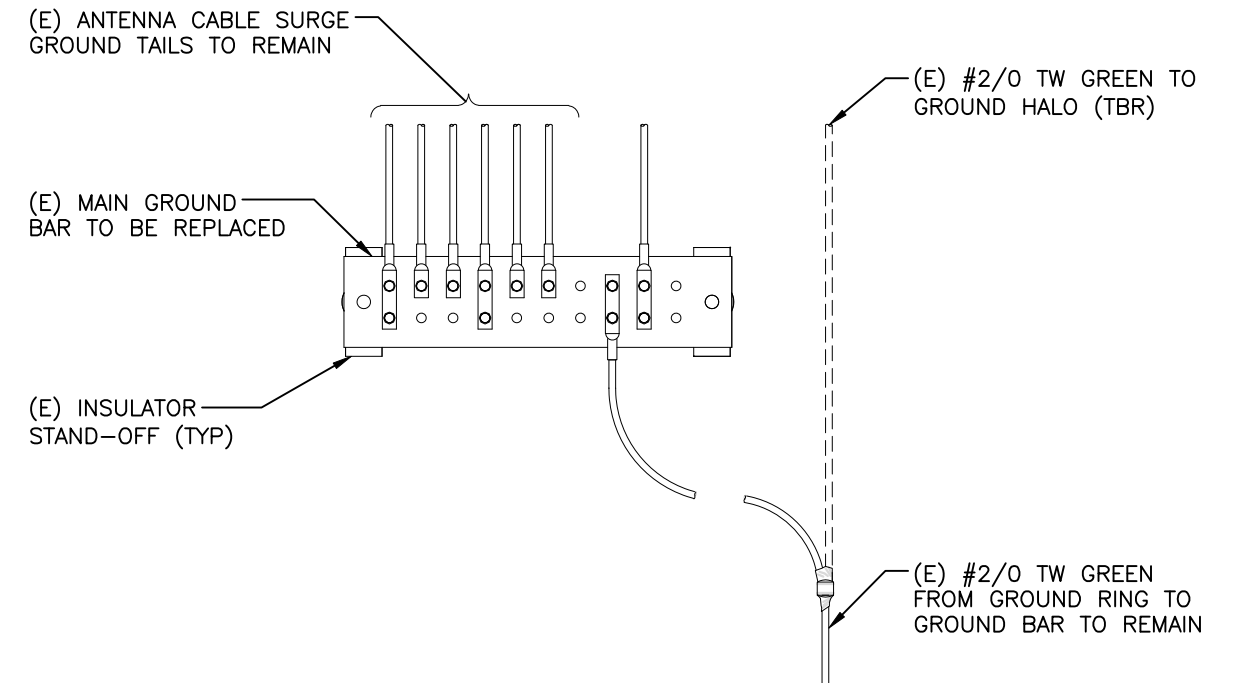 (E) ANTENNA CABLE SURGE
GROUND TAILS TO REMAIN
(E) #2/0 TW GREEN TO
GROUND HALO (TBR)
(E) MAIN GROUND
BAR TO BE REPLACED
(E) INSULATOR
STAND-OFF (TYP)
(E) #2/0 TW GREEN
FROM GROUND RING TO
GROUND BAR TO REMAIN